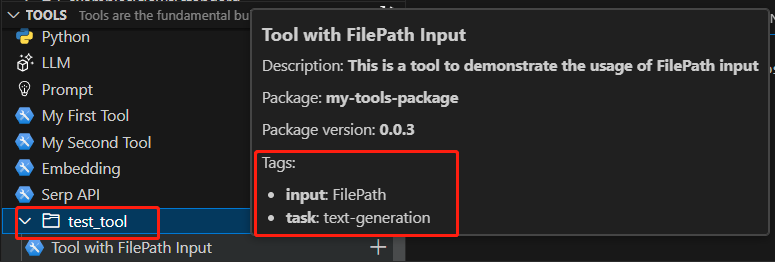 TOOLS Tools are the fundamental bu
Python
LLM
Prompt
My First Tool
My Second Tool
Embedding
Serp API
test_tool
Tool with FilePath Input
Tool with FilePath Input
Description: This is a tool to demonstrate the usage of FilePath input
Package: my-tools-package
Package version: 0.0.3
Tags:
• input: FilePath
• task: text-generation